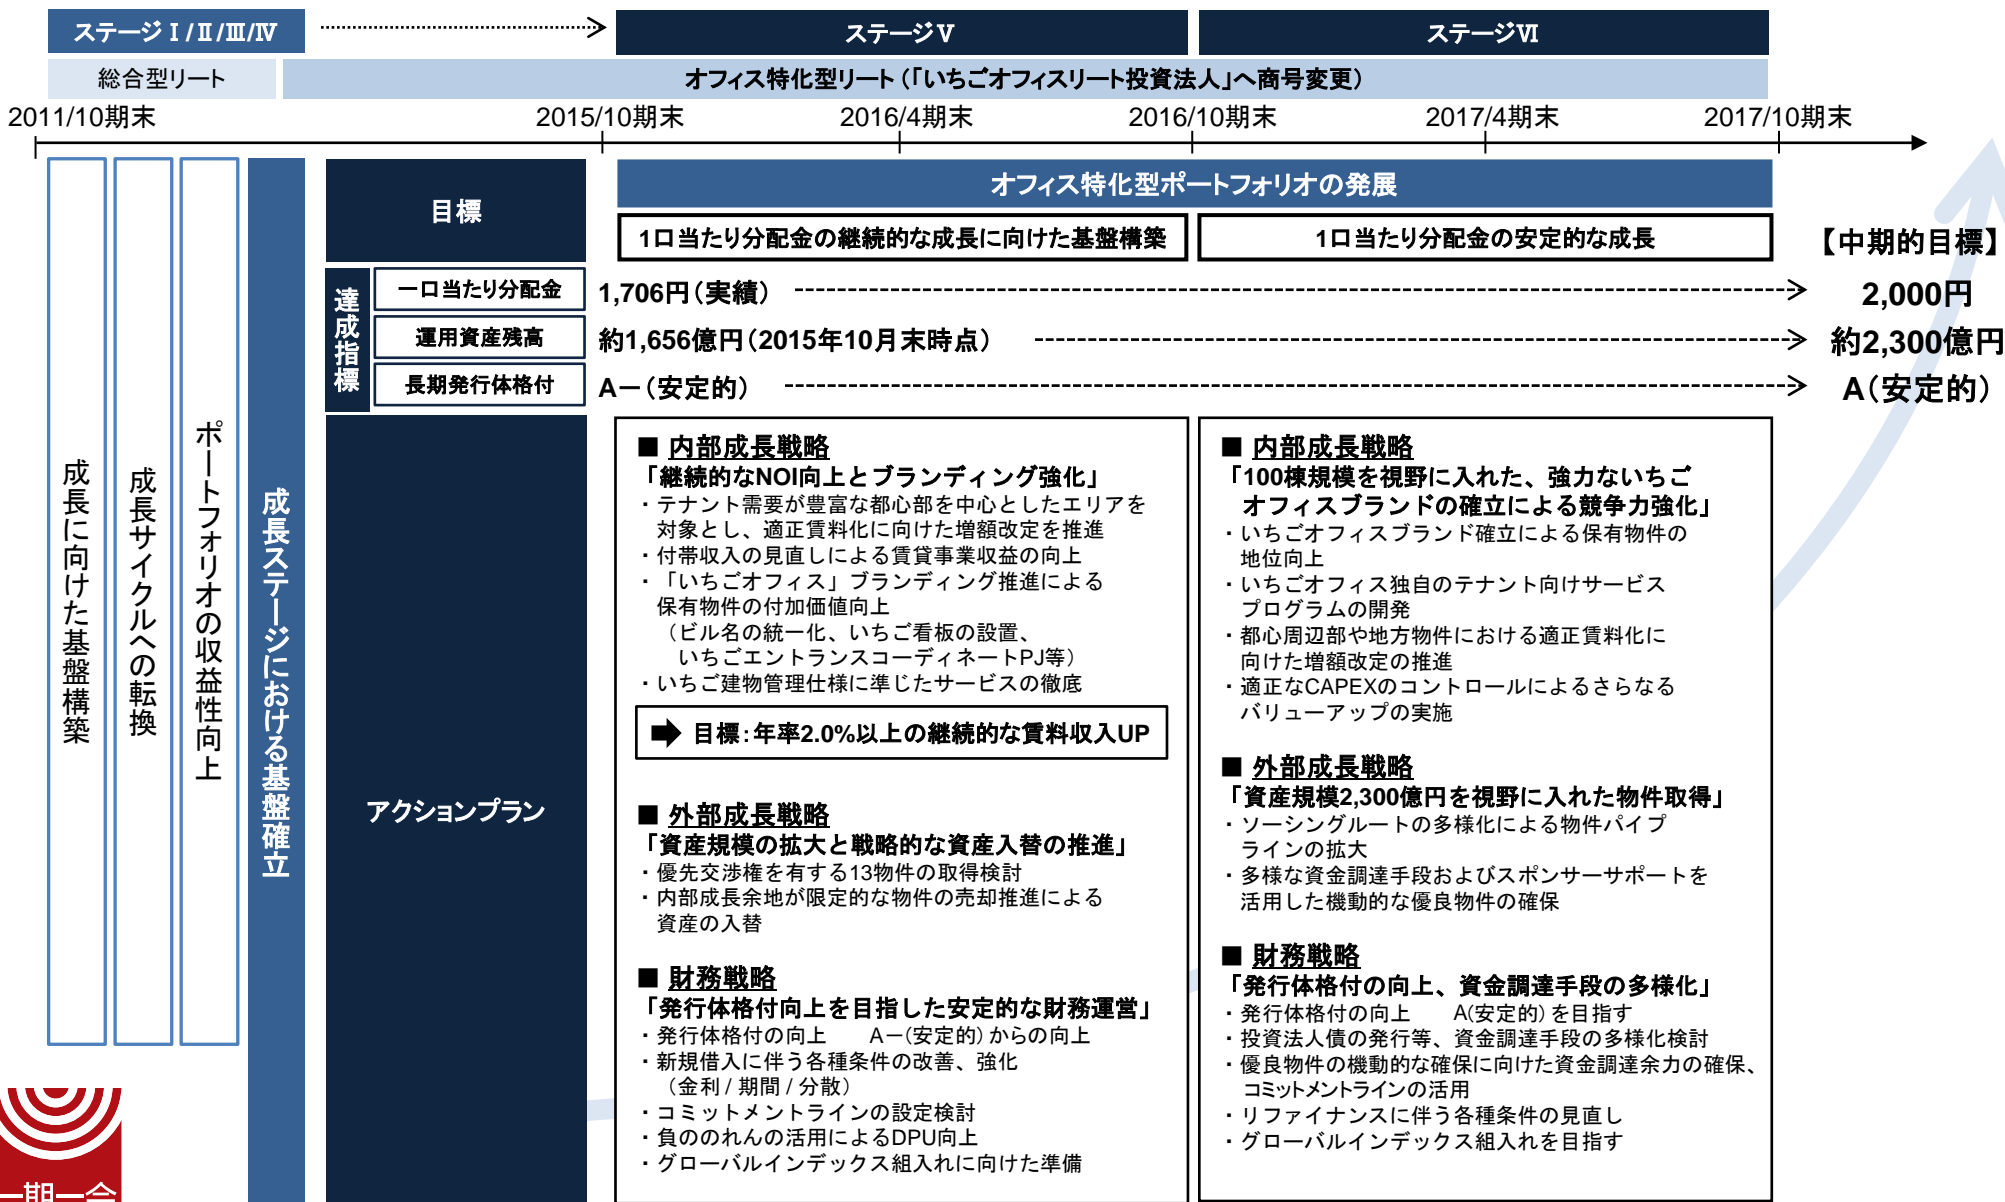 ステージⅠ/Ⅱ/Ⅲ/Ⅳ
ステージⅤ
ステージⅥ
総合型リート
オフィス特化型リート(「いちごオフィスリート投資法人」へ商号変更)
2011/10期末
2015/10期末
2016/4期末
2016/10期末
2017/4期末
2017/10期末
成長に向けた基盤構築
成長サイクルへの転換
ポートフォリオの収益性向上
成長ステージにおける基盤確立
目標
オフィス特化型ポートフォリオの発展
1口当たり分配金の継続的な成長に向けた基盤構築
1口当たり分配金の安定的な成長
【中期的目標】
達成指標
一口当たり分配金
1,706円(実績)
2,000円
運用資産残高
約1,656億円(2015年10月末時点)
約2,300億円
長期発行体格付
A－(安定的)
A(安定的)
アクションプラン
■ 内部成長戦略
「継続的なNOI向上とブランディング強化」
・テナント需要が豊富な都心部を中心としたエリアを
対象とし、適正賃料化に向けた増額改定を推進
・付帯収入の見直しによる賃貸事業収益の向上
・「いちごオフィス」ブランディング推進による
保有物件の付加価値向上
（ビル名の統一化、いちご看板の設置、
いちごエントランスコーディネートPJ等）
・いちご建物管理仕様に準じたサービスの徹底
➡ 目標：年率2.0%以上の継続的な賃料収入UP
■ 外部成長戦略
「資産規模の拡大と戦略的な資産入替の推進」
・優先交渉権を有する13物件の取得検討
・内部成長余地が限定的な物件の売却推進による
資産の入替
■ 財務戦略
「発行体格付向上を目指した安定的な財務運営」
・発行体格付の向上　A－(安定的)からの向上
・新規借入に伴う各種条件の改善、強化
（金利 / 期間 / 分散）
・コミットメントラインの設定検討
・負ののれんの活用によるDPU向上
・グローバルインデックス組入れに向けた準備
■ 内部成長戦略
「100棟規模を視野に入れた、強力ないちご
オフィスブランドの確立による競争力強化」
・いちごオフィスブランド確立による保有物件の
地位向上
・いちごオフィス独自のテナント向けサービス
プログラムの開発
・都心周辺部や地方物件における適正賃料化に
向けた増額改定の推進
・適正なCAPEXのコントロールによるさらなる
バリューアップの実施
■ 外部成長戦略
「資産規模2,300億円を視野に入れた物件取得」
・ソーシングルートの多様化による物件パイプ
ラインの拡大
・多様な資金調達手段およびスポンサーサポートを
活用した機動的な優良物件の確保
■ 財務戦略
「発行体格付の向上、資金調達手段の多様化」
・発行体格付の向上　A(安定的)を目指す
・投資法人債の発行等、資金調達手段の多様化検討
・優良物件の機動的な確保に向けた資金調達余力の確保、
コミットメントラインの活用
・リファイナンスに伴う各種条件の見直し
・グローバルインデックス組入れを目指す
一期一会